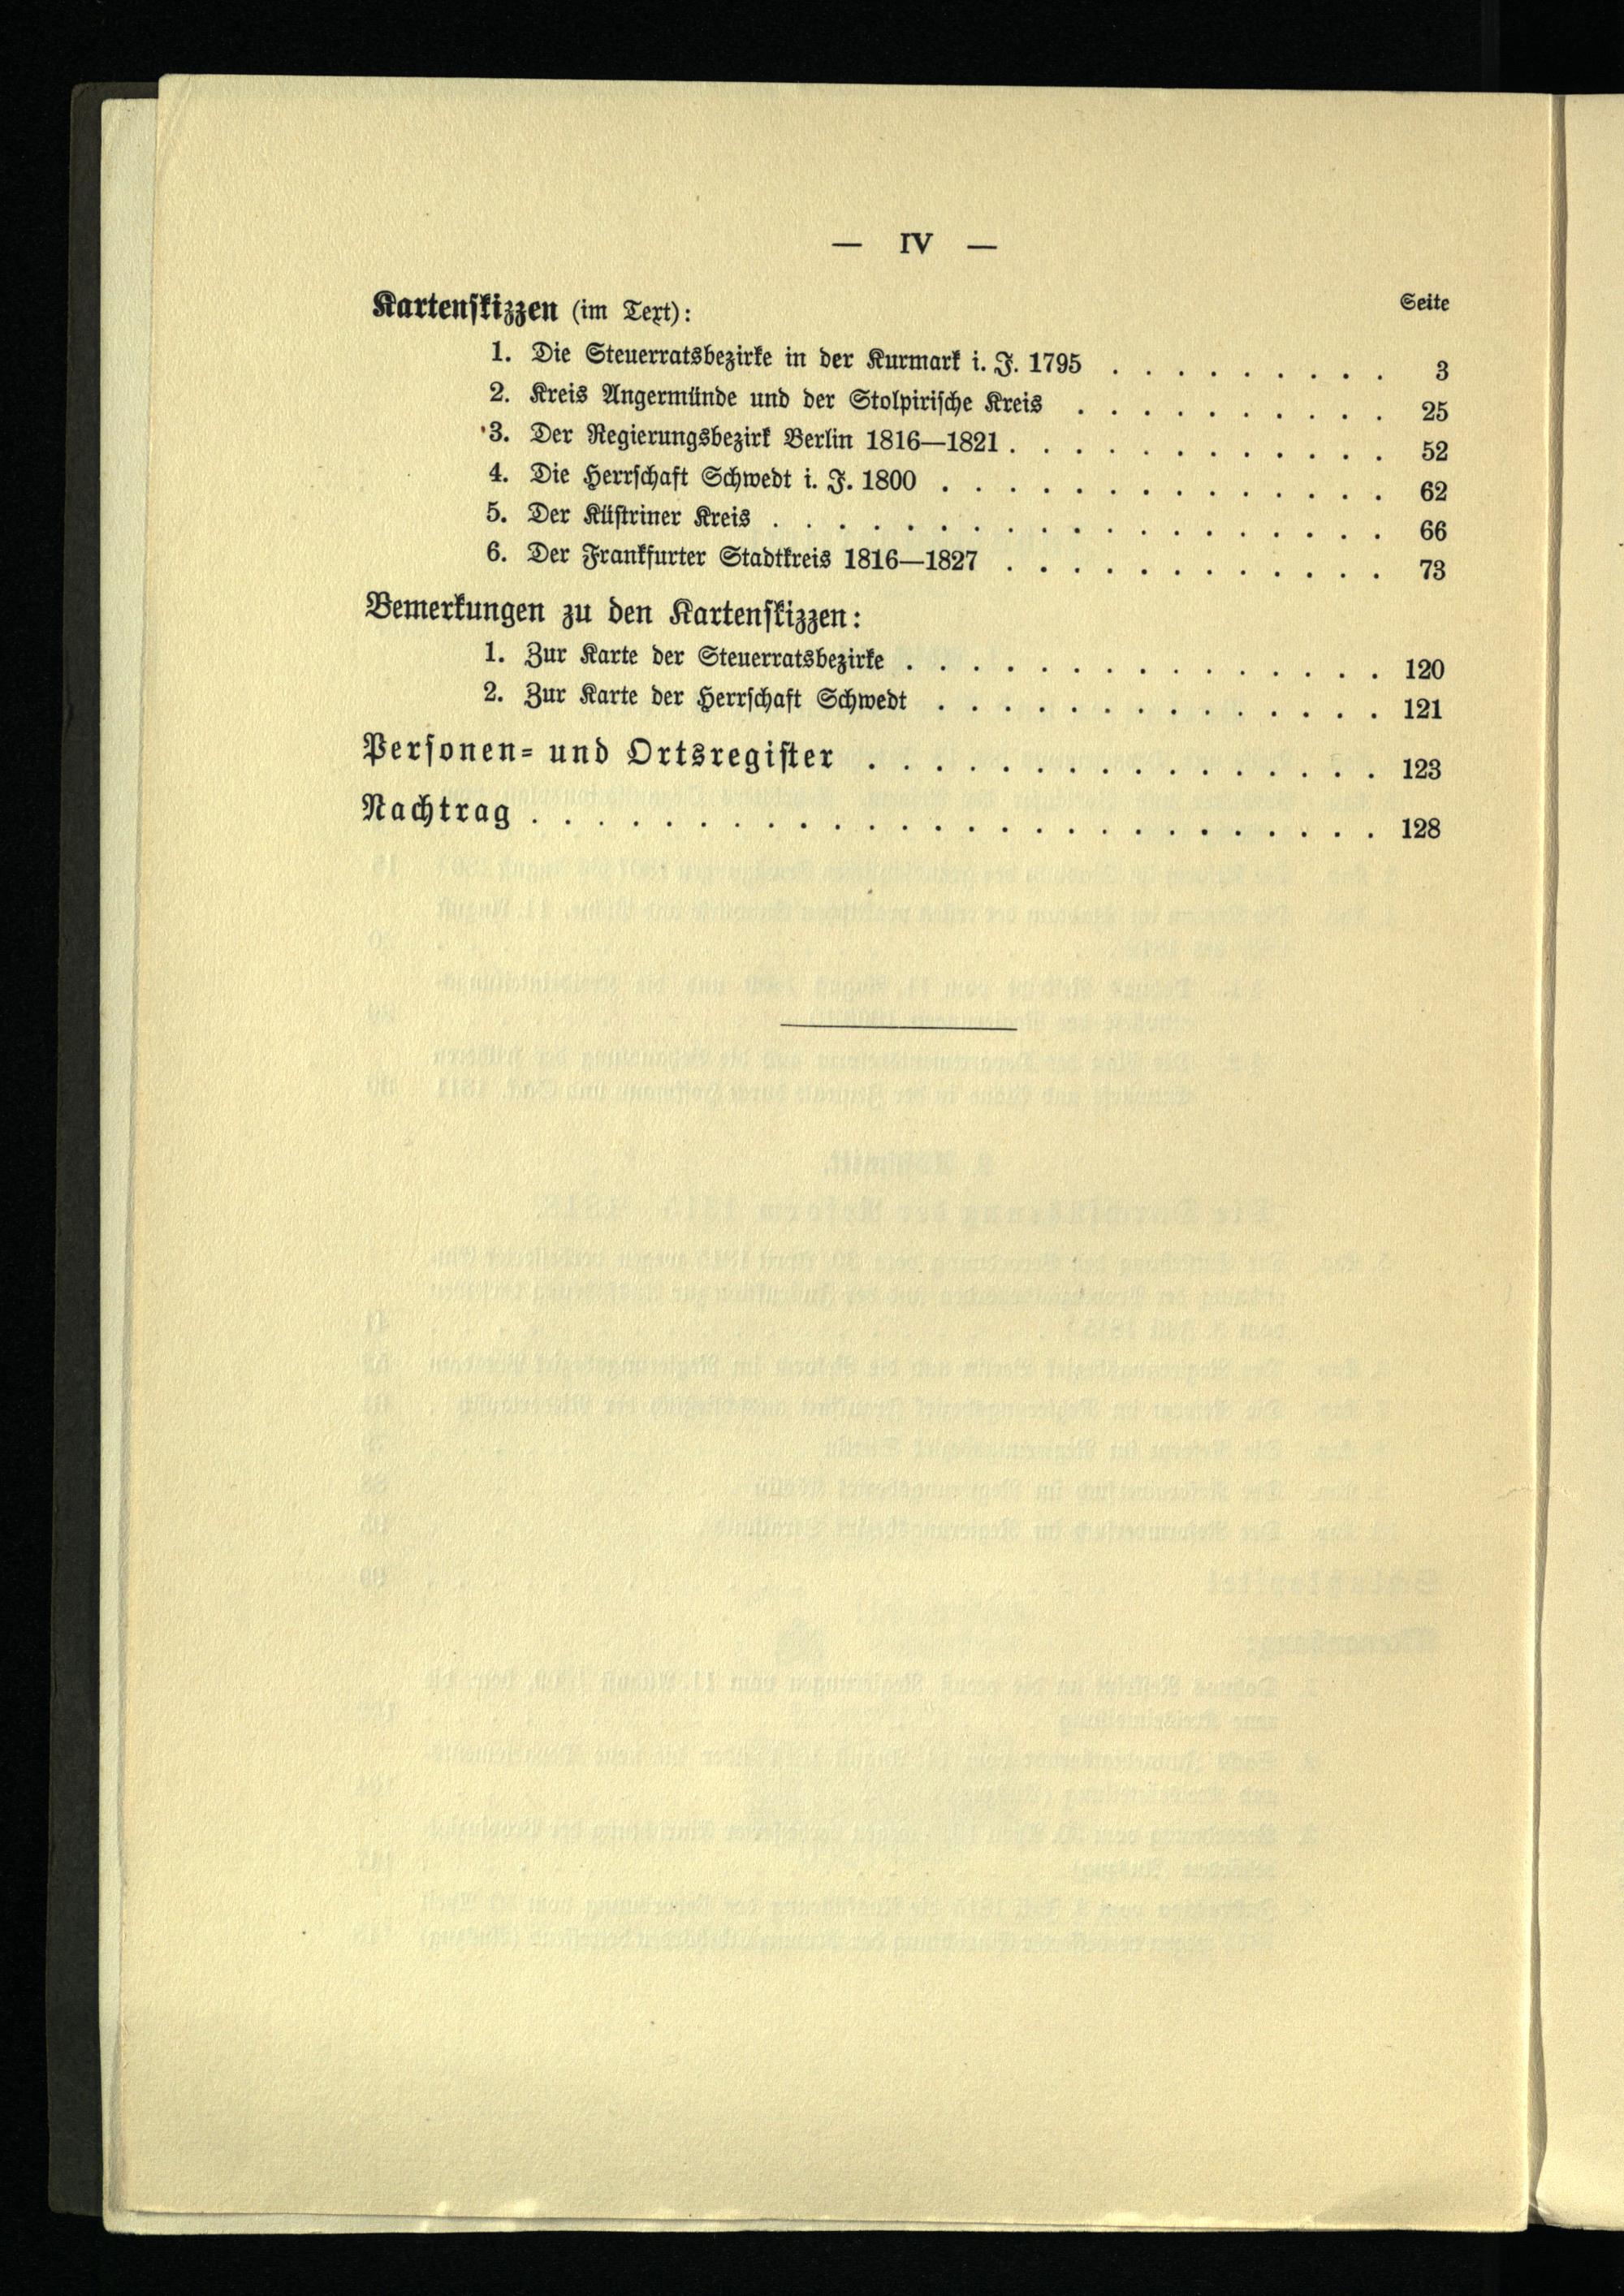 — IV —
Kartenskizzen (im Text): Seite
1. Die Steuerratsbezirke in der Kurmark i. J. 1795 . . . . . . . . . 3
2. Kreis Angermünde und der Stolpirische Kreis . . . . . . . . . . 25
3. Der Regierungsbezirk Berlin 1816—1821 . . . . . . . . . . . . 52
4. Die Herrschaft Schwedt i. J. 1800 . . . . . . . . . . . . . . 62
5. Der Küstriner Kreis . . . . . . . . . . . . . . . . . . . 66
6. Der Frankfurter Stadtkreis 1816—1827 . . . . . . . . . . . . 73
Bemerkungen zu den Kartenskizzen:
1. Zur Karte der Steuerratsbezirke . . . . . . . . . . . . . . . 120
2. Zur Karte der Herrschaft Schwedt . . . . . . . . . . . . . . 121
Personen- und Ortsregister . . . . . . . . . . . . . . . . 123
Nachtrag . . . . . . . . . . . . . . . . . . . . . . . . . . 128